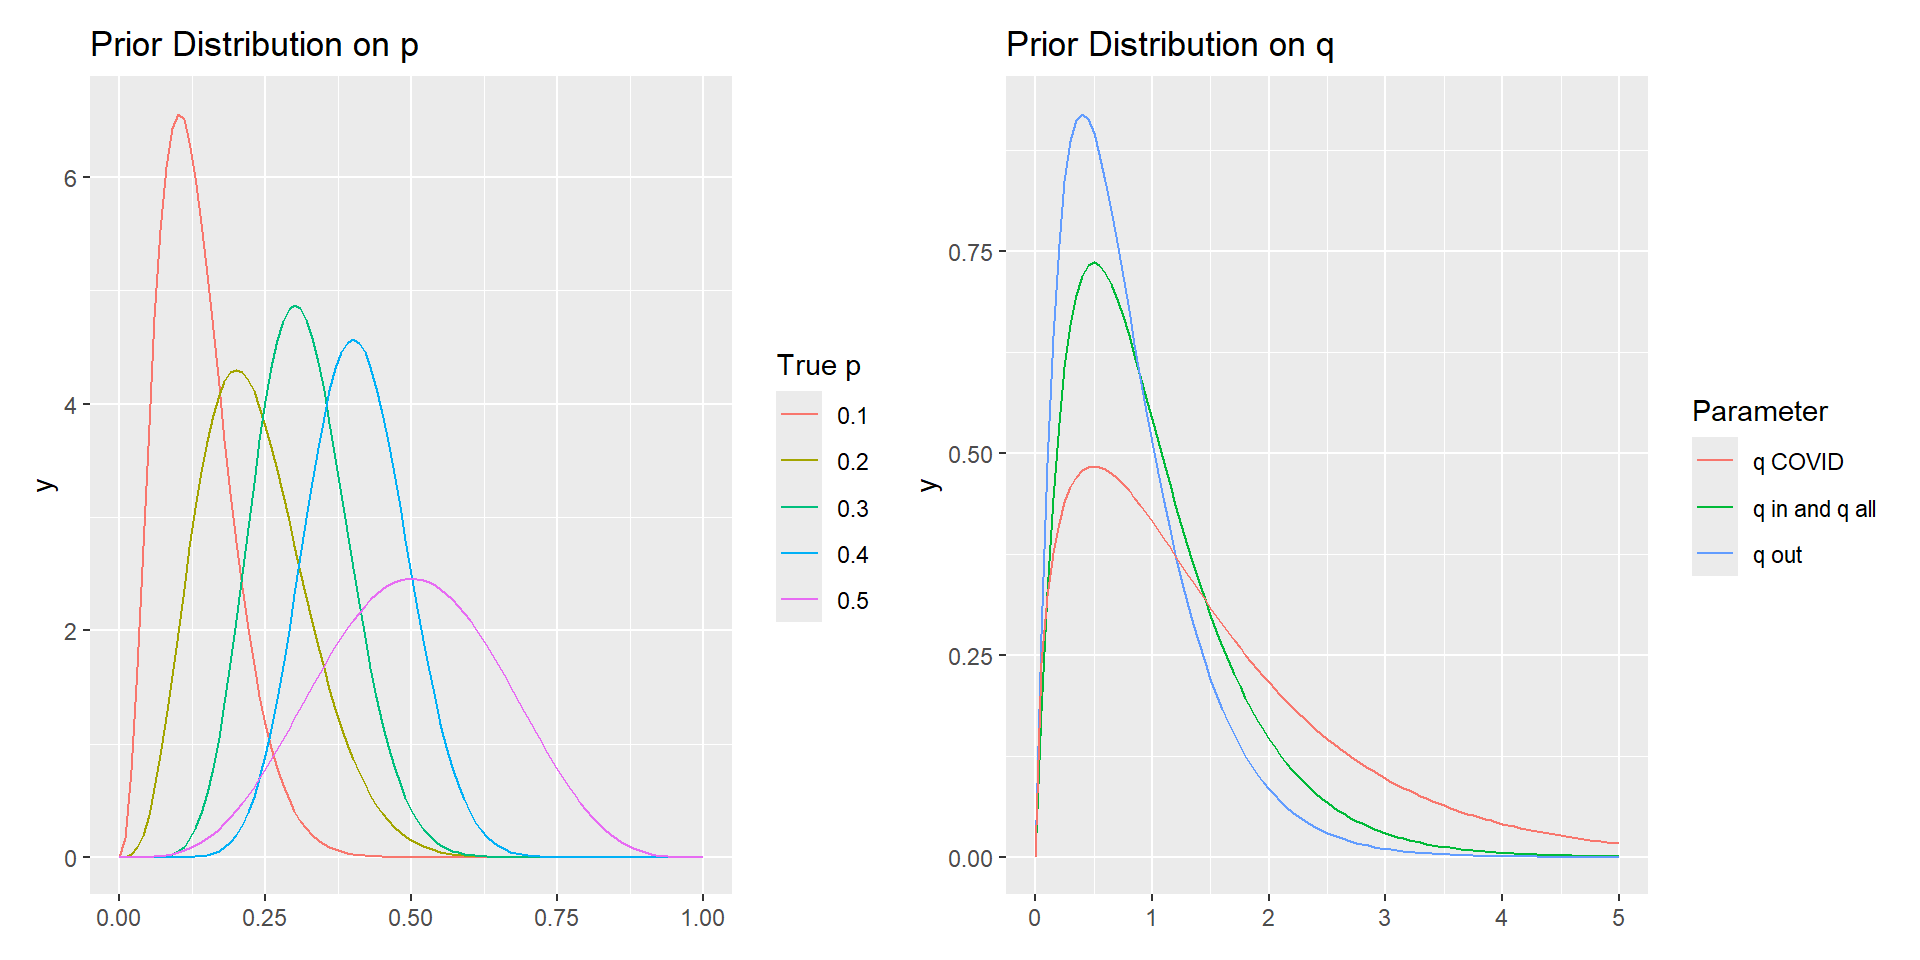 Prior Distribution on p
y
6
4
2
0
0.00 0.25 0.50 0.75 1.00
True p
0.1
0.2
0.3
0.4
0.5
Prior Distribution on q
y
0.75
0.50
0.25
0.00
0 1 2 3 4 5
Parameter
q COVID
q in and q all
q out